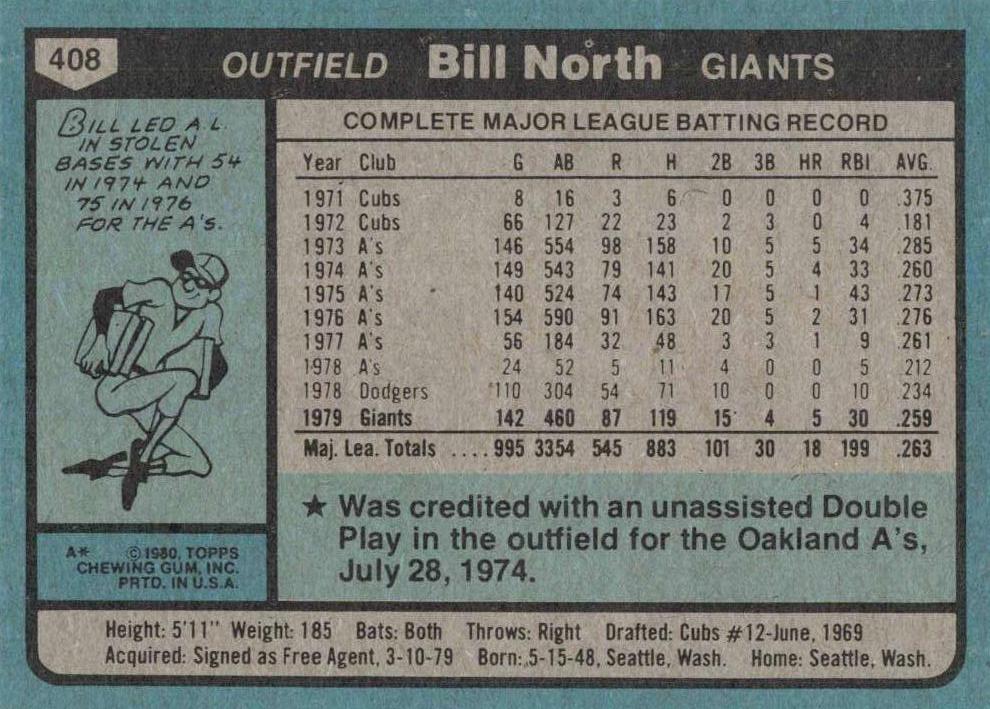 408
OUTFIELD Bill North GIANTS
BILL LED A.L.
IN STOLEN
BASES WITH 54
IN 1974 AND
75 IN 1976
FOR THE A'S.
A* © 1980, TOPPS
CHEWING GUM, INC.
PRTD. IN U.S.A.
COMPLETE MAJOR LEAGUE BATTING RECORD
Year Club G AB R H 2B 3B HR RBI AVG.
1971 Cubs 8 16 3 6 0 0 0 0 .375
1972 Cubs 66 127 22 23 2 3 0 4 .181
1973 A's 146 554 98 158 10 5 5 34 .285
1974 A's 149 543 79 141 20 5 4 33 .260
1975 A's 140 524 74 143 17 5 1 43 .273
1976 A's 154 590 91 163 20 5 2 31 .276
1977 A's 56 184 32 48 3 3 1 9 .261
1978 A's 24 52 5 11 4 0 0 5 .212
1978 Dodgers 110 304 54 71 10 0 0 10 .234
1979 Giants 142 460 87 119 15 4 5 30 .259
Maj. Lea. Totals .... 995 3354 545 883 101 30 18 199 .263
★ Was credited with an unassisted Double
Play in the outfield for the Oakland A's,
July 28, 1974.
Height: 5'11" Weight: 185 Bats: Both Throws: Right Drafted: Cubs #12-June, 1969
Acquired: Signed as Free Agent, 3-10-79 Born: 5-15-48, Seattle, Wash. Home: Seattle, Wash.